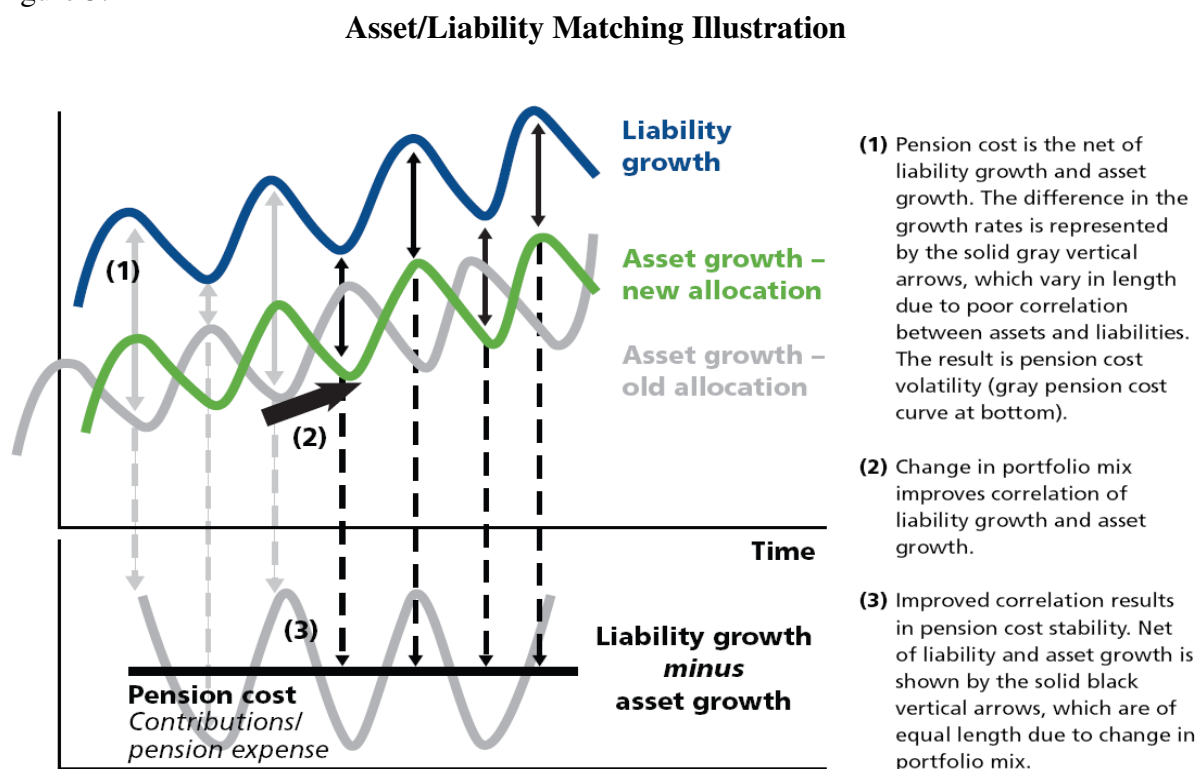 Asset/Liability Matching Illustration
Liability
growth
(1)
Asset growth –
new allocation
Asset growth –
old allocation
(2)
Time
(3)
Liability growth
minus
asset growth
Pension cost
Contributions/
pension expense
(1) Pension cost is the net of
liability growth and asset
growth. The difference in the
growth rates is represented
by the solid gray vertical
arrows, which vary in length
due to poor correlation
between assets and liabilities.
The result is pension cost
volatility (gray pension cost
curve at bottom).
(2) Change in portfolio mix
improves correlation of
liability growth and asset
growth.
(3) Improved correlation results
in pension cost stability. Net
of liability and asset growth is
shown by the solid black
vertical arrows, which are of
equal length due to change in
portfolio mix.